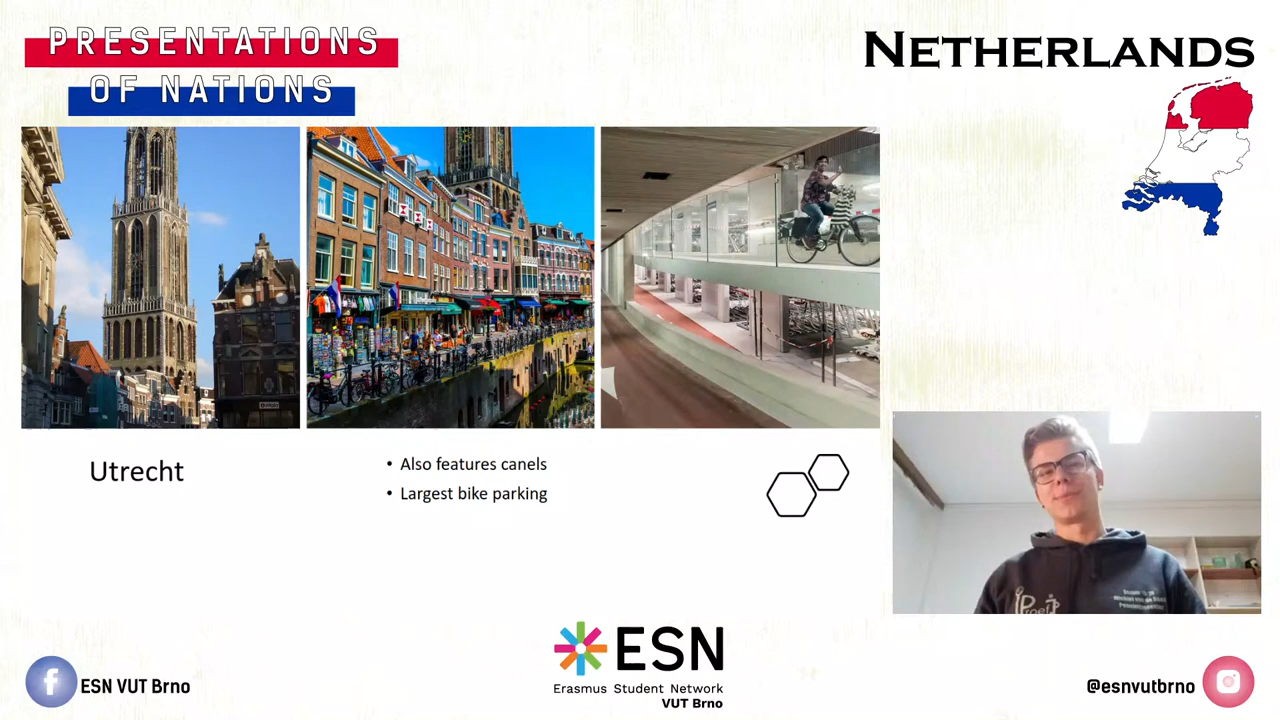 PRESENTATIONS
OF NATIONS
NETHERLANDS
Utrecht
• Also features canels
• Largest bike parking
Proef
ESN
Erasmus Student Network
VUT Brno
ESN VUT Brno
@esnvutbrno